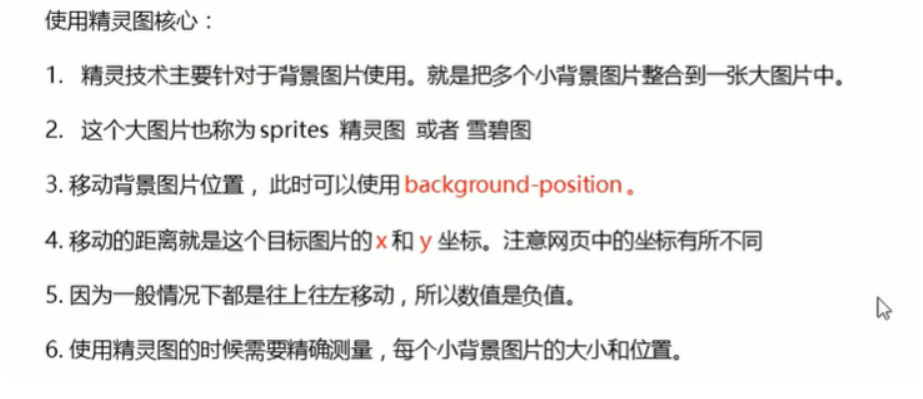 使用精灵图核心：
1. 精灵技术主要针对于背景图片使用。就是把多个小背景图片整合到一张大图片中。
2. 这个大图片也称为 sprites 精灵图 或者 雪碧图
3. 移动背景图片位置， 此时可以使用 background-position 。
4. 移动的距离就是这个目标图片的 x 和 y 坐标。注意网页中的坐标有所不同
5. 因为一般情况下都是往上往左移动，所以数值是负值。
6. 使用精灵图的时候需要精确测量，每个小背景图片的大小和位置。